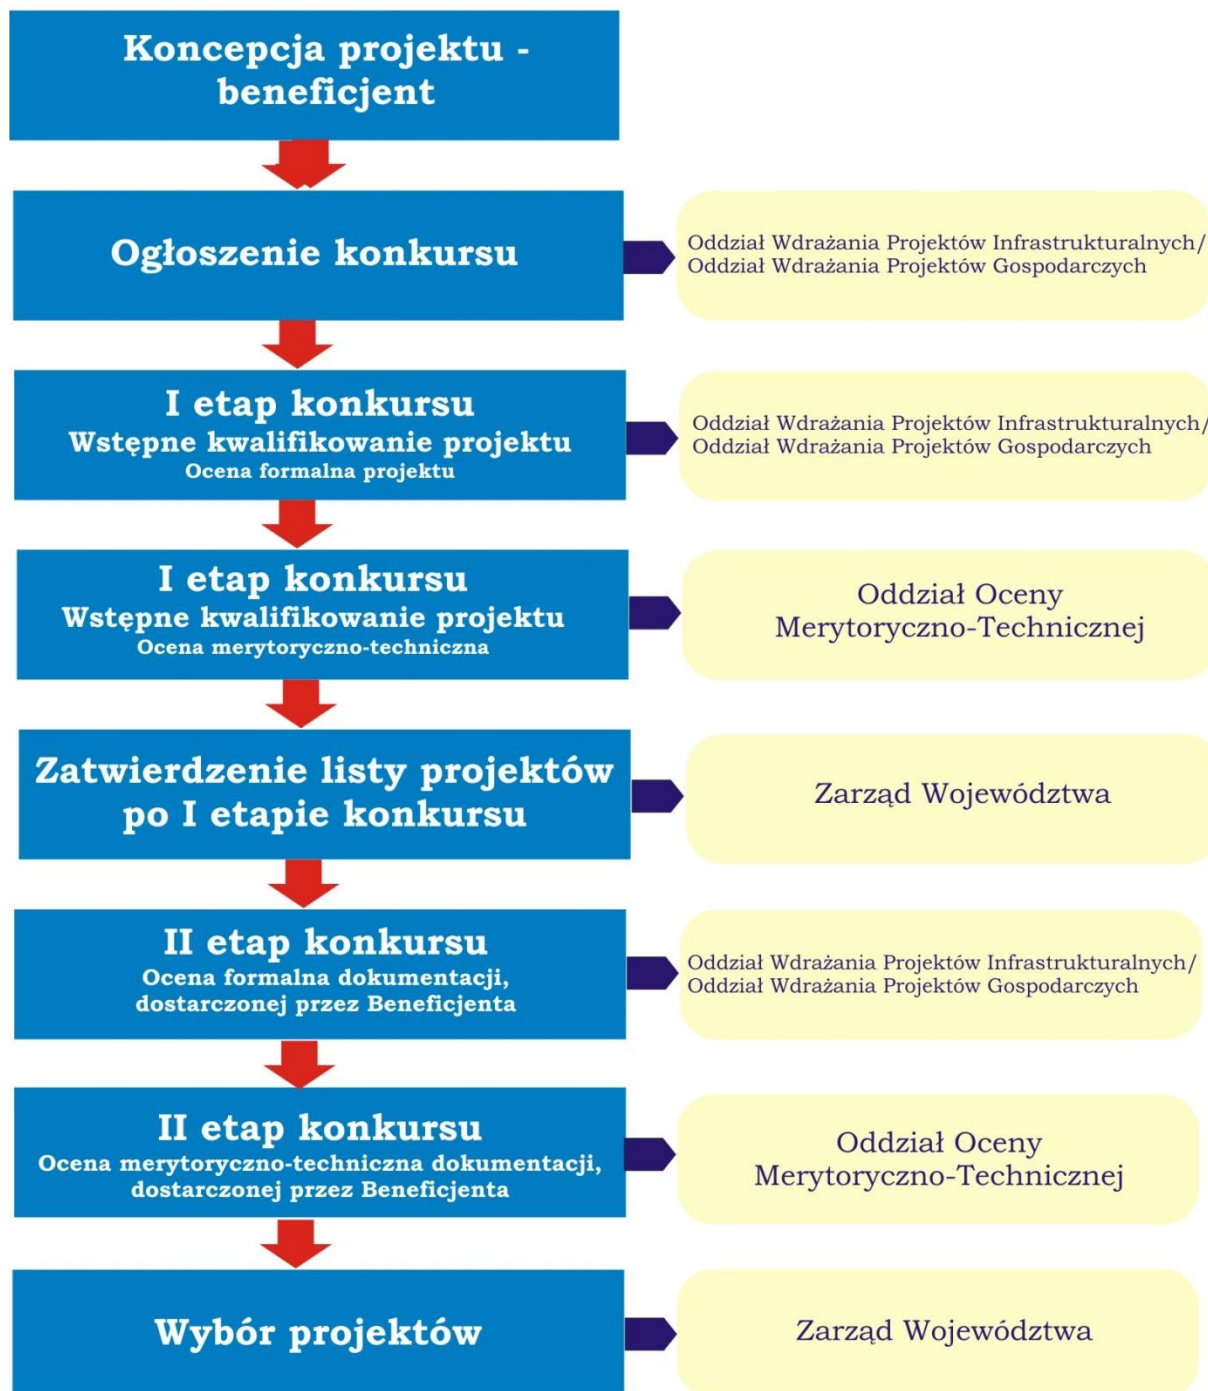 Koncepcja projektu -
beneficjent
Ogłoszenie konkursu
Oddział Wdrażania Projektów Infrastrukturalnych/
Oddział Wdrażania Projektów Gospodarczych
I etap konkursu
Wstępne kwalifikowanie projektu
Ocena formalna projektu
Oddział Wdrażania Projektów Infrastrukturalnych/
Oddział Wdrażania Projektów Gospodarczych
I etap konkursu
Wstępne kwalifikowanie projektu
Ocena merytoryczno-techniczna
Oddział Oceny
Merytoryczno-Technicznej
Zatwierdzenie listy projektów
po I etapie konkursu
Zarząd Województwa
II etap konkursu
Ocena formalna dokumentacji,
dostarczonej przez Beneficjenta
Oddział Wdrażania Projektów Infrastrukturalnych/
Oddział Wdrażania Projektów Gospodarczych
II etap konkursu
Ocena merytoryczno-techniczna dokumentacji,
dostarczonej przez Beneficjenta
Oddział Oceny
Merytoryczno-Technicznej
Wybór projektów
Zarząd Województwa